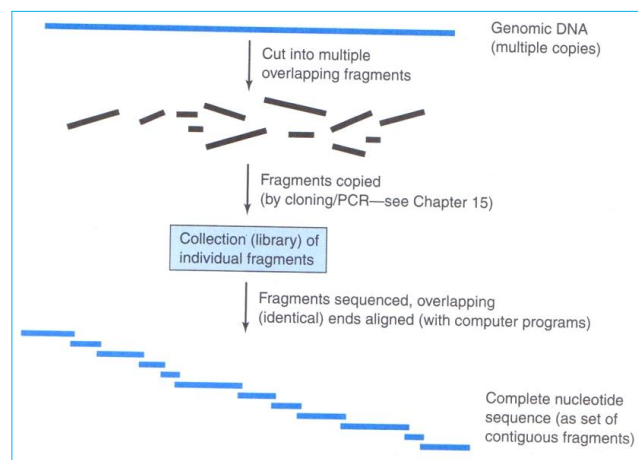 Genomic DNA
(multiple copies)
Cut into multiple
overlapping fragments
Fragments copied
(by cloning/PCR—see Chapter 15)
Collection (library) of
individual fragments
Fragments sequenced, overlapping
(identical) ends aligned (with computer programs)
Complete nucleotide
sequence (as set of
contiguous fragments)